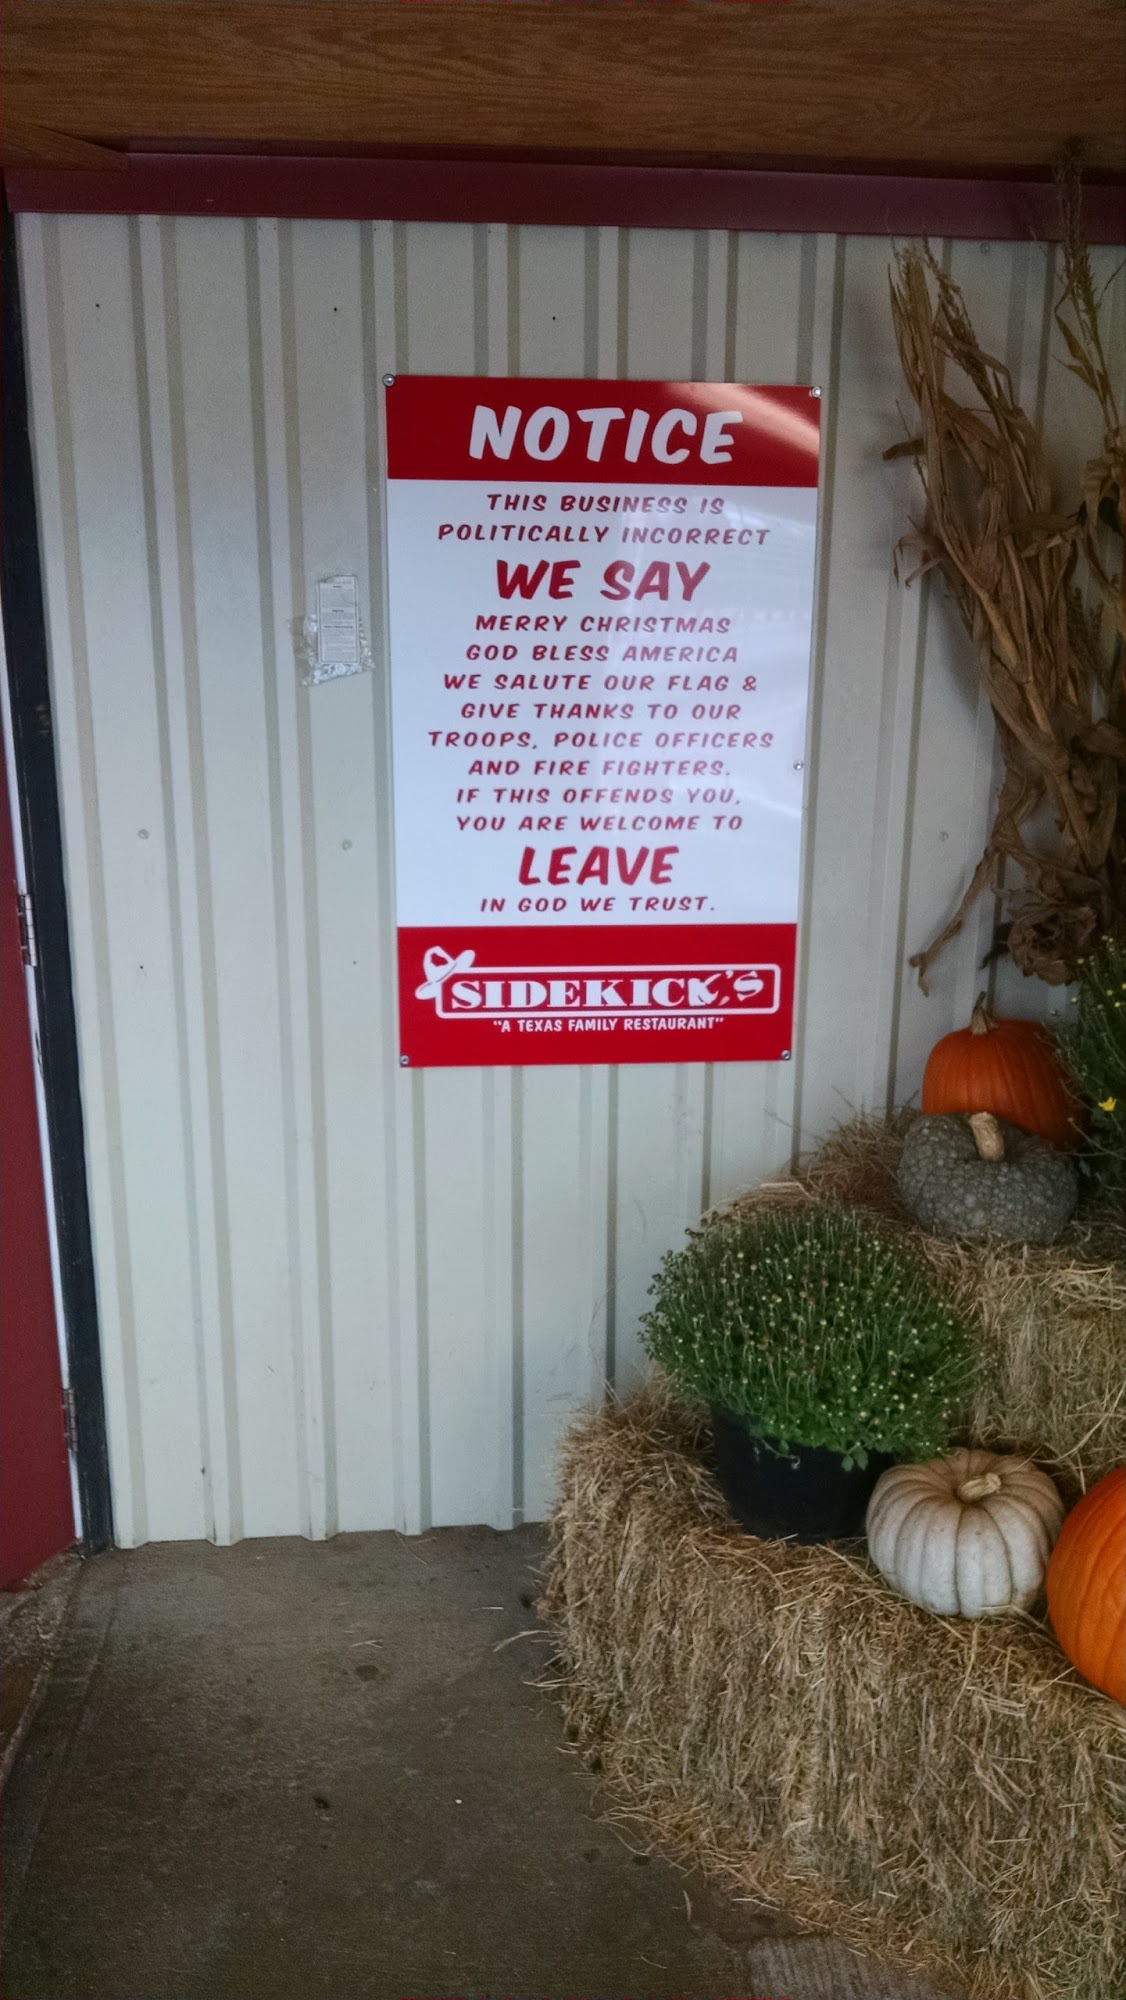 NOTICE
THIS BUSINESS IS
POLITICALLY INCORRECT
WE SAY
MERRY CHRISTMAS
GOD BLESS AMERICA
WE SALUTE OUR FLAG &
GIVE THANKS TO OUR
TROOPS, POLICE OFFICERS
AND FIRE FIGHTERS.
IF THIS OFFENDS YOU,
YOU ARE WELCOME TO
LEAVE
IN GOD WE TRUST.
SIDEKICK'S
"A TEXAS FAMILY RESTAURANT"